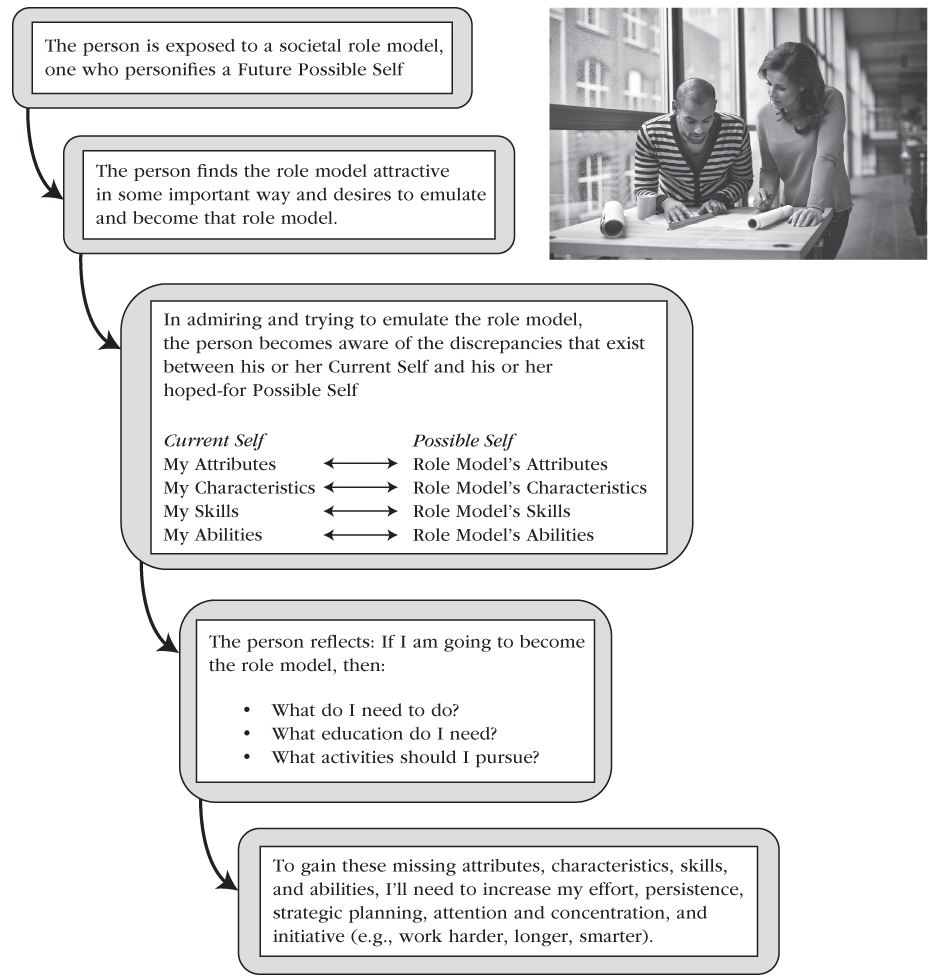 The person is exposed to a societal role model,
one who personifies a Future Possible Self
The person finds the role model attractive
in some important way and desires to emulate
and become that role model.
In admiring and trying to emulate the role model,
the person becomes aware of the discrepancies that exist
between his or her Current Self and his or her
hoped-for Possible Self
Current Self Possible Self
My Attributes Role Model's Attributes
My Characteristics Role Model's Characteristics
My Skills Role Model's Skills
My Abilities Role Model's Abilities
The person reflects: If I am going to become
the role model, then:
• What do I need to do?
• What education do I need?
• What activities should I pursue?
To gain these missing attributes, characteristics, skills,
and abilities, I'll need to increase my effort, persistence,
strategic planning, attention and concentration, and
initiative (e.g., work harder, longer, smarter).